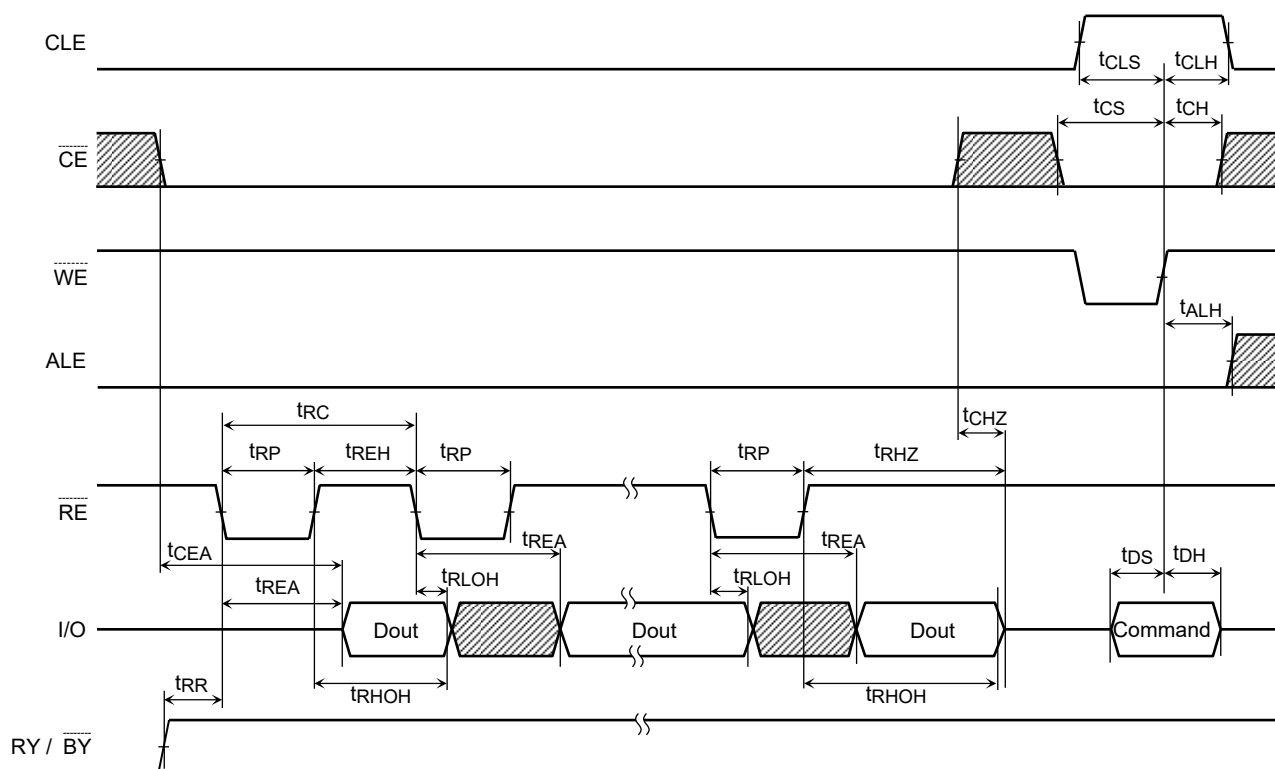 CLE
tCLS
tCLH
tCS
tCH
CE
WE
tALH
ALE
tRC
tCHZ
tRP
tREH
tRP
tRP
tRHZ
RE
tCEA
tREA
tREA
tDS
tDH
tREA
tRLOH
tRLOH
I/O
Dout
Dout
Dout
Command
tRR
tRHOH
tRHOH
RY / BY